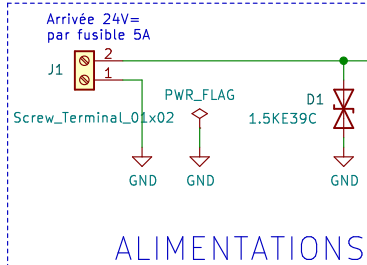 Arrivée 24V=
par fusible 5A
J1
2
1
Screw_Terminal_01x02
PWR_FLAG
D1
1.5KE39C
GND
GND
GND
ALIMENTATIONS